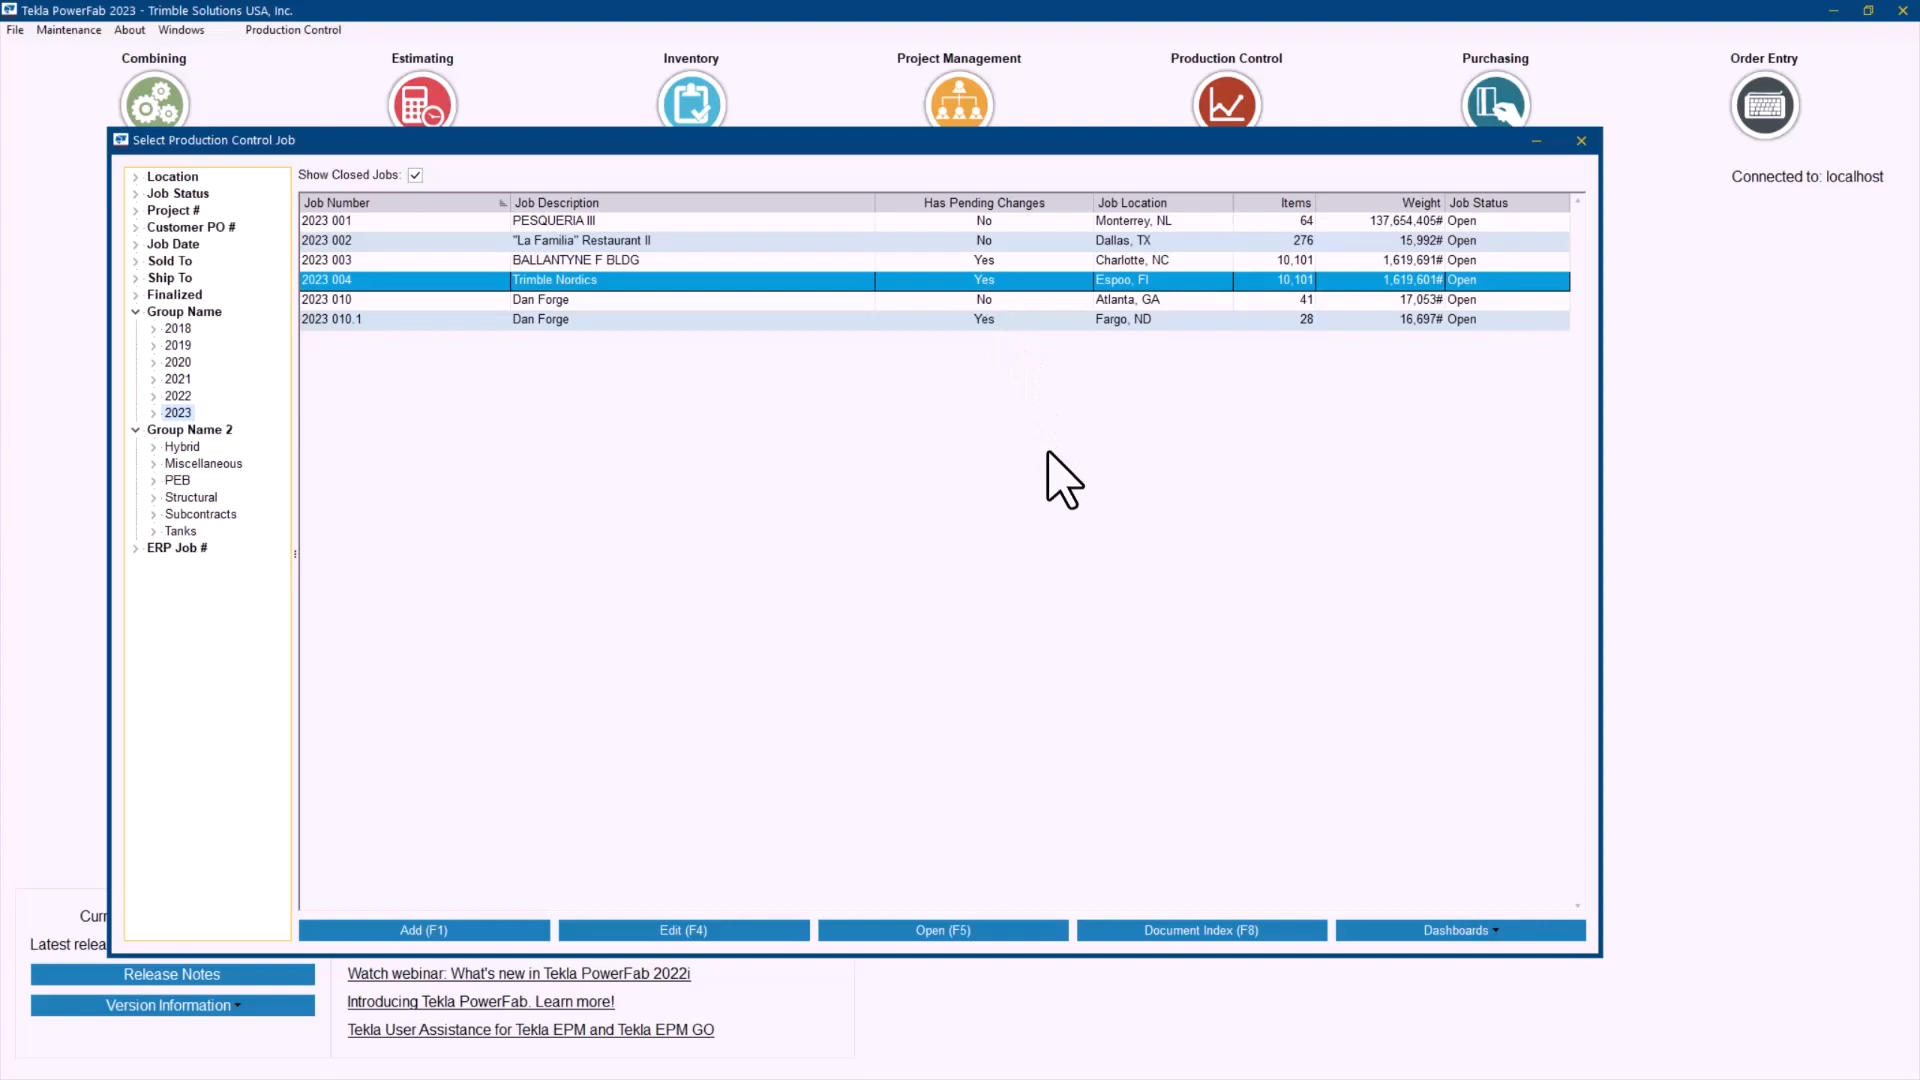 Tekla PowerFab 2023 - Trimble Solutions USA, Inc.
File Maintenance About Windows Production Control
Combining Estimating Inventory Project Management Production Control Purchasing Order Entry
Select Production Control Job
Connected to: localhost
Location
Job Status
Project #
Customer PO #
Job Date
Sold To
Ship To
Finalized
Group Name
2018
2019
2020
2021
2022
2023
Group Name 2
Hybrid
Miscellaneous
PEB
Structural
Subcontracts
Tanks
ERP Job #
Show Closed Jobs:
Job Number Job Description Has Pending Changes Job Location Items Weight Job Status
2023 001 PESQUERIA III No Monterrey, NL 64 137,654,405# Open
2023 002 "La Familia" Restaurant II No Dallas, TX 276 15,992# Open
2023 003 BALLANTYNE F BLDG Yes Charlotte, NC 10,101 1,619,691# Open
2023 004 Trimble Nordics Yes Espoo, FI 10,101 1,619,601# Open
2023 010 Dan Forge No Atlanta, GA 41 17,053# Open
2023 010.1 Dan Forge Yes Fargo, ND 28 16,697# Open
Add (F1) Edit (F4) Open (F5) Document Index (F8) Dashboards
Curr
Latest relea
Release Notes
Version Information
Watch webinar: What's new in Tekla PowerFab 2022i
Introducing Tekla PowerFab. Learn more!
Tekla User Assistance for Tekla EPM and Tekla EPM GO